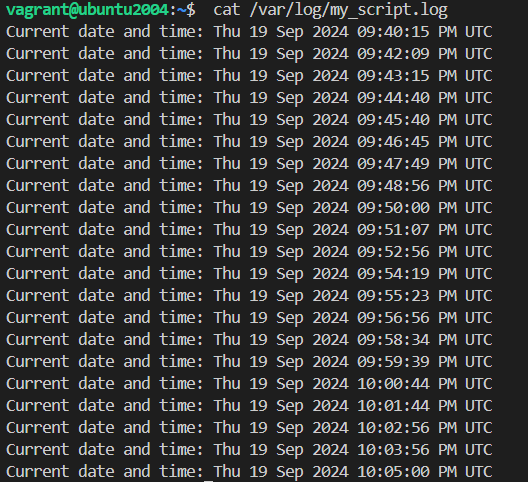 vagrant@ubuntu2004:~$  cat /var/log/my_script.log
Current date and time: Thu 19 Sep 2024 09:40:15 PM UTC
Current date and time: Thu 19 Sep 2024 09:42:09 PM UTC
Current date and time: Thu 19 Sep 2024 09:43:15 PM UTC
Current date and time: Thu 19 Sep 2024 09:44:40 PM UTC
Current date and time: Thu 19 Sep 2024 09:45:40 PM UTC
Current date and time: Thu 19 Sep 2024 09:46:45 PM UTC
Current date and time: Thu 19 Sep 2024 09:47:49 PM UTC
Current date and time: Thu 19 Sep 2024 09:48:56 PM UTC
Current date and time: Thu 19 Sep 2024 09:50:00 PM UTC
Current date and time: Thu 19 Sep 2024 09:51:07 PM UTC
Current date and time: Thu 19 Sep 2024 09:52:56 PM UTC
Current date and time: Thu 19 Sep 2024 09:54:19 PM UTC
Current date and time: Thu 19 Sep 2024 09:55:23 PM UTC
Current date and time: Thu 19 Sep 2024 09:56:56 PM UTC
Current date and time: Thu 19 Sep 2024 09:58:34 PM UTC
Current date and time: Thu 19 Sep 2024 09:59:39 PM UTC
Current date and time: Thu 19 Sep 2024 10:00:44 PM UTC
Current date and time: Thu 19 Sep 2024 10:01:44 PM UTC
Current date and time: Thu 19 Sep 2024 10:02:56 PM UTC
Current date and time: Thu 19 Sep 2024 10:03:56 PM UTC
Current date and time: Thu 19 Sep 2024 10:05:00 PM UTC